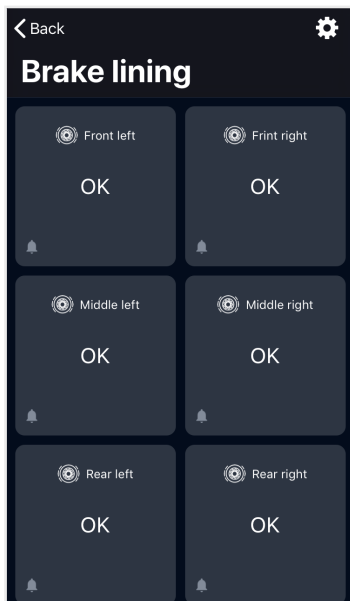 Back
Brake lining
Front left
Frint right
OK
OK
Middle left
Middle right
OK
OK
Rear left
Rear right
OK
OK